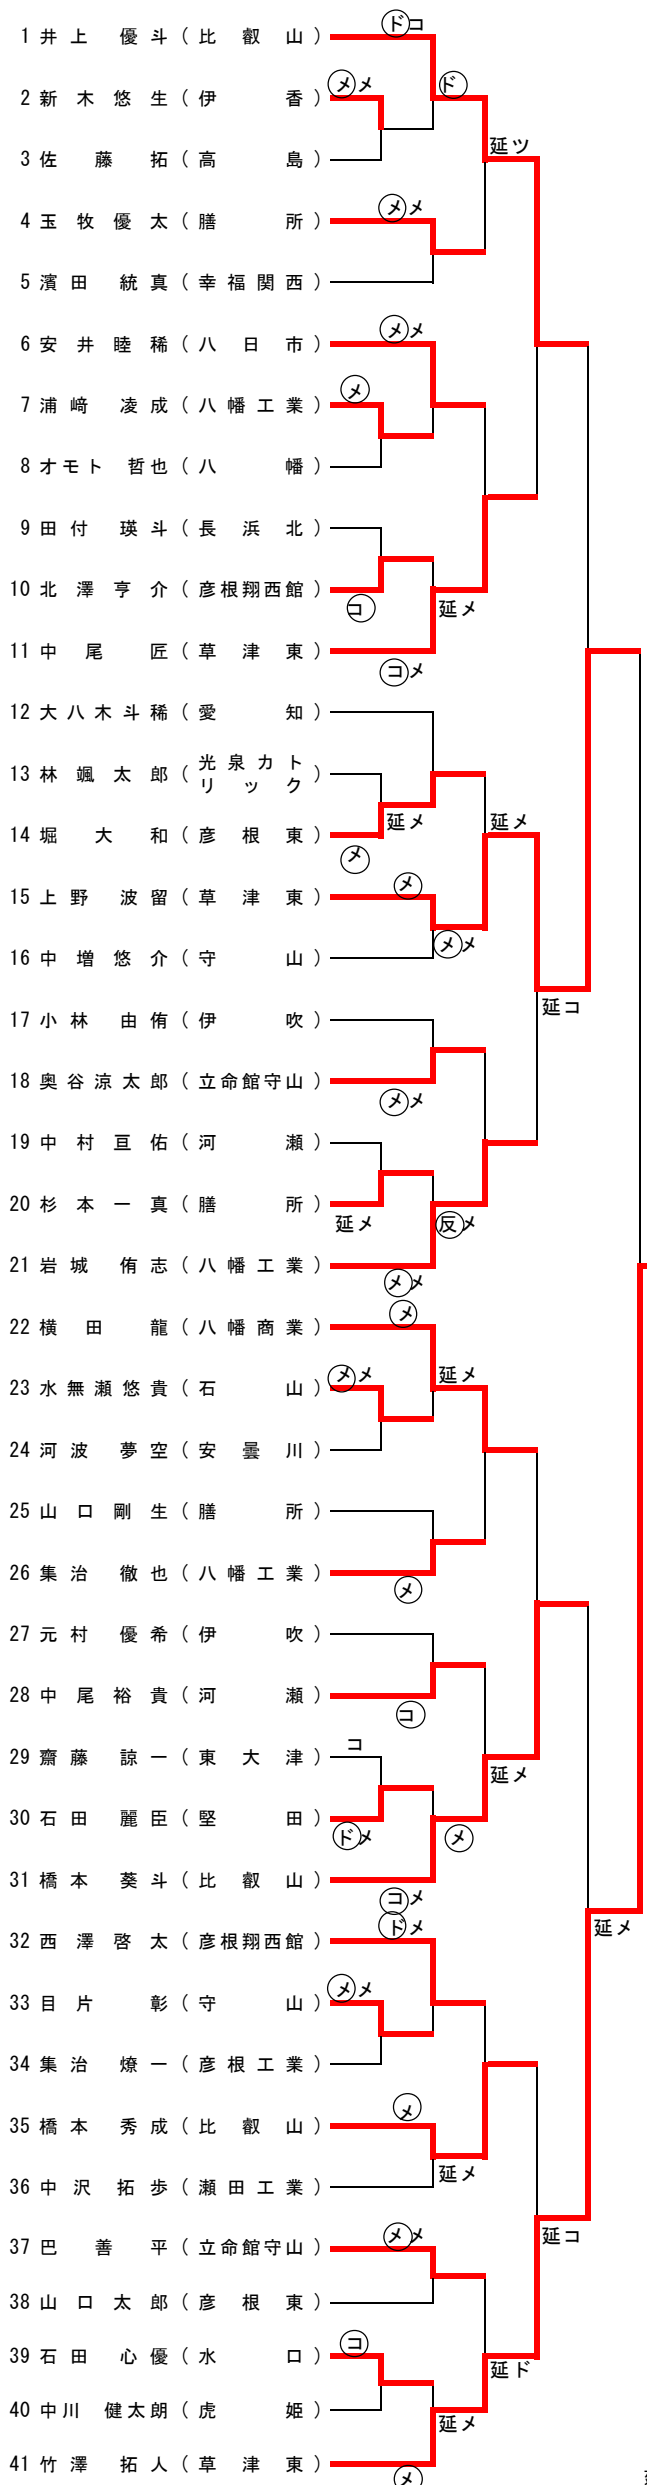 ドコ
1 井上 優斗 (比叡山)
メメ
ド
2 新木悠生 (伊香)
延ツ
3 佐藤 拓 (高島)
メメ
4 玉牧優太 (膳所)
5 濱田 統真 (幸福関西)
メメ
6 安井睦稀 (八日市)
メ
7 浦﨑 凌成 (八幡工業)
8 オモト 哲也 (八幡)
9 田付 瑛斗 (長浜北)
10 北澤亨介 (彦根翔西館)
コ
延メ
11 中尾 匠 (草津東)
コメ
12 大八木斗稀 (愛知)
13 林颯太郎 (光泉カトリック)
延メ
延メ
14 堀 大和 (彦根東)
メ
メ
15 上野 波留 (草津東)
メメ
16 中増悠介 (守山)
延コ
17 小林 由侑 (伊吹)
18 奥谷涼太郎 (立命館守山)
メメ
19 中村亘佑 (河瀬)
20 杉本一真 (膳所)
延メ
反メ
21 岩城 侑志 (八幡工業)
メメ
メ
22 横田 龍 (八幡商業)
メメ
延メ
23 水無瀬悠貴 (石山)
24 河波 夢空 (安曇川)
25 山口剛生 (膳所)
26 集治 徹也 (八幡工業)
メ
27 元村 優希 (伊吹)
28 中尾裕貴 (河瀬)
コ
コ
29 齋藤 諒一 (東大津)
延メ
30 石田 麗臣 (堅田)
ドメ
メ
31 橋本 葵斗 (比叡山)
コメ
ドメ
32 西澤啓太 (彦根翔西館)
延メ
メメ
33 目片 彰 (守山)
34 集治 燎一 (彦根工業)
メ
35 橋本 秀成 (比叡山)
延メ
36 中沢 拓歩 (瀬田工業)
メメ
延コ
37 巴 善平 (立命館守山)
38 山口太郎 (彦根東)
コ
39 石田 心優 (水口)
延ド
40 中川 健太朗 (虎姫)
延メ
41 竹澤 拓人 (草津東)
メ